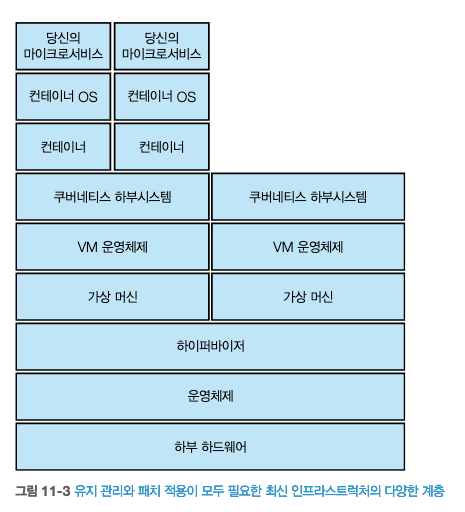 당신의
마이크로서비스
당신의
마이크로서비스
컨테이너 OS
컨테이너 OS
컨테이너
컨테이너
쿠버네티스 하부시스템
쿠버네티스 하부시스템
VM 운영체제
VM 운영체제
가상 머신
가상 머신
하이퍼바이저
운영체제
하부 하드웨어
그림 11-3 유지 관리와 패치 적용이 모두 필요한 최신 인프라스트럭처의 다양한 계층